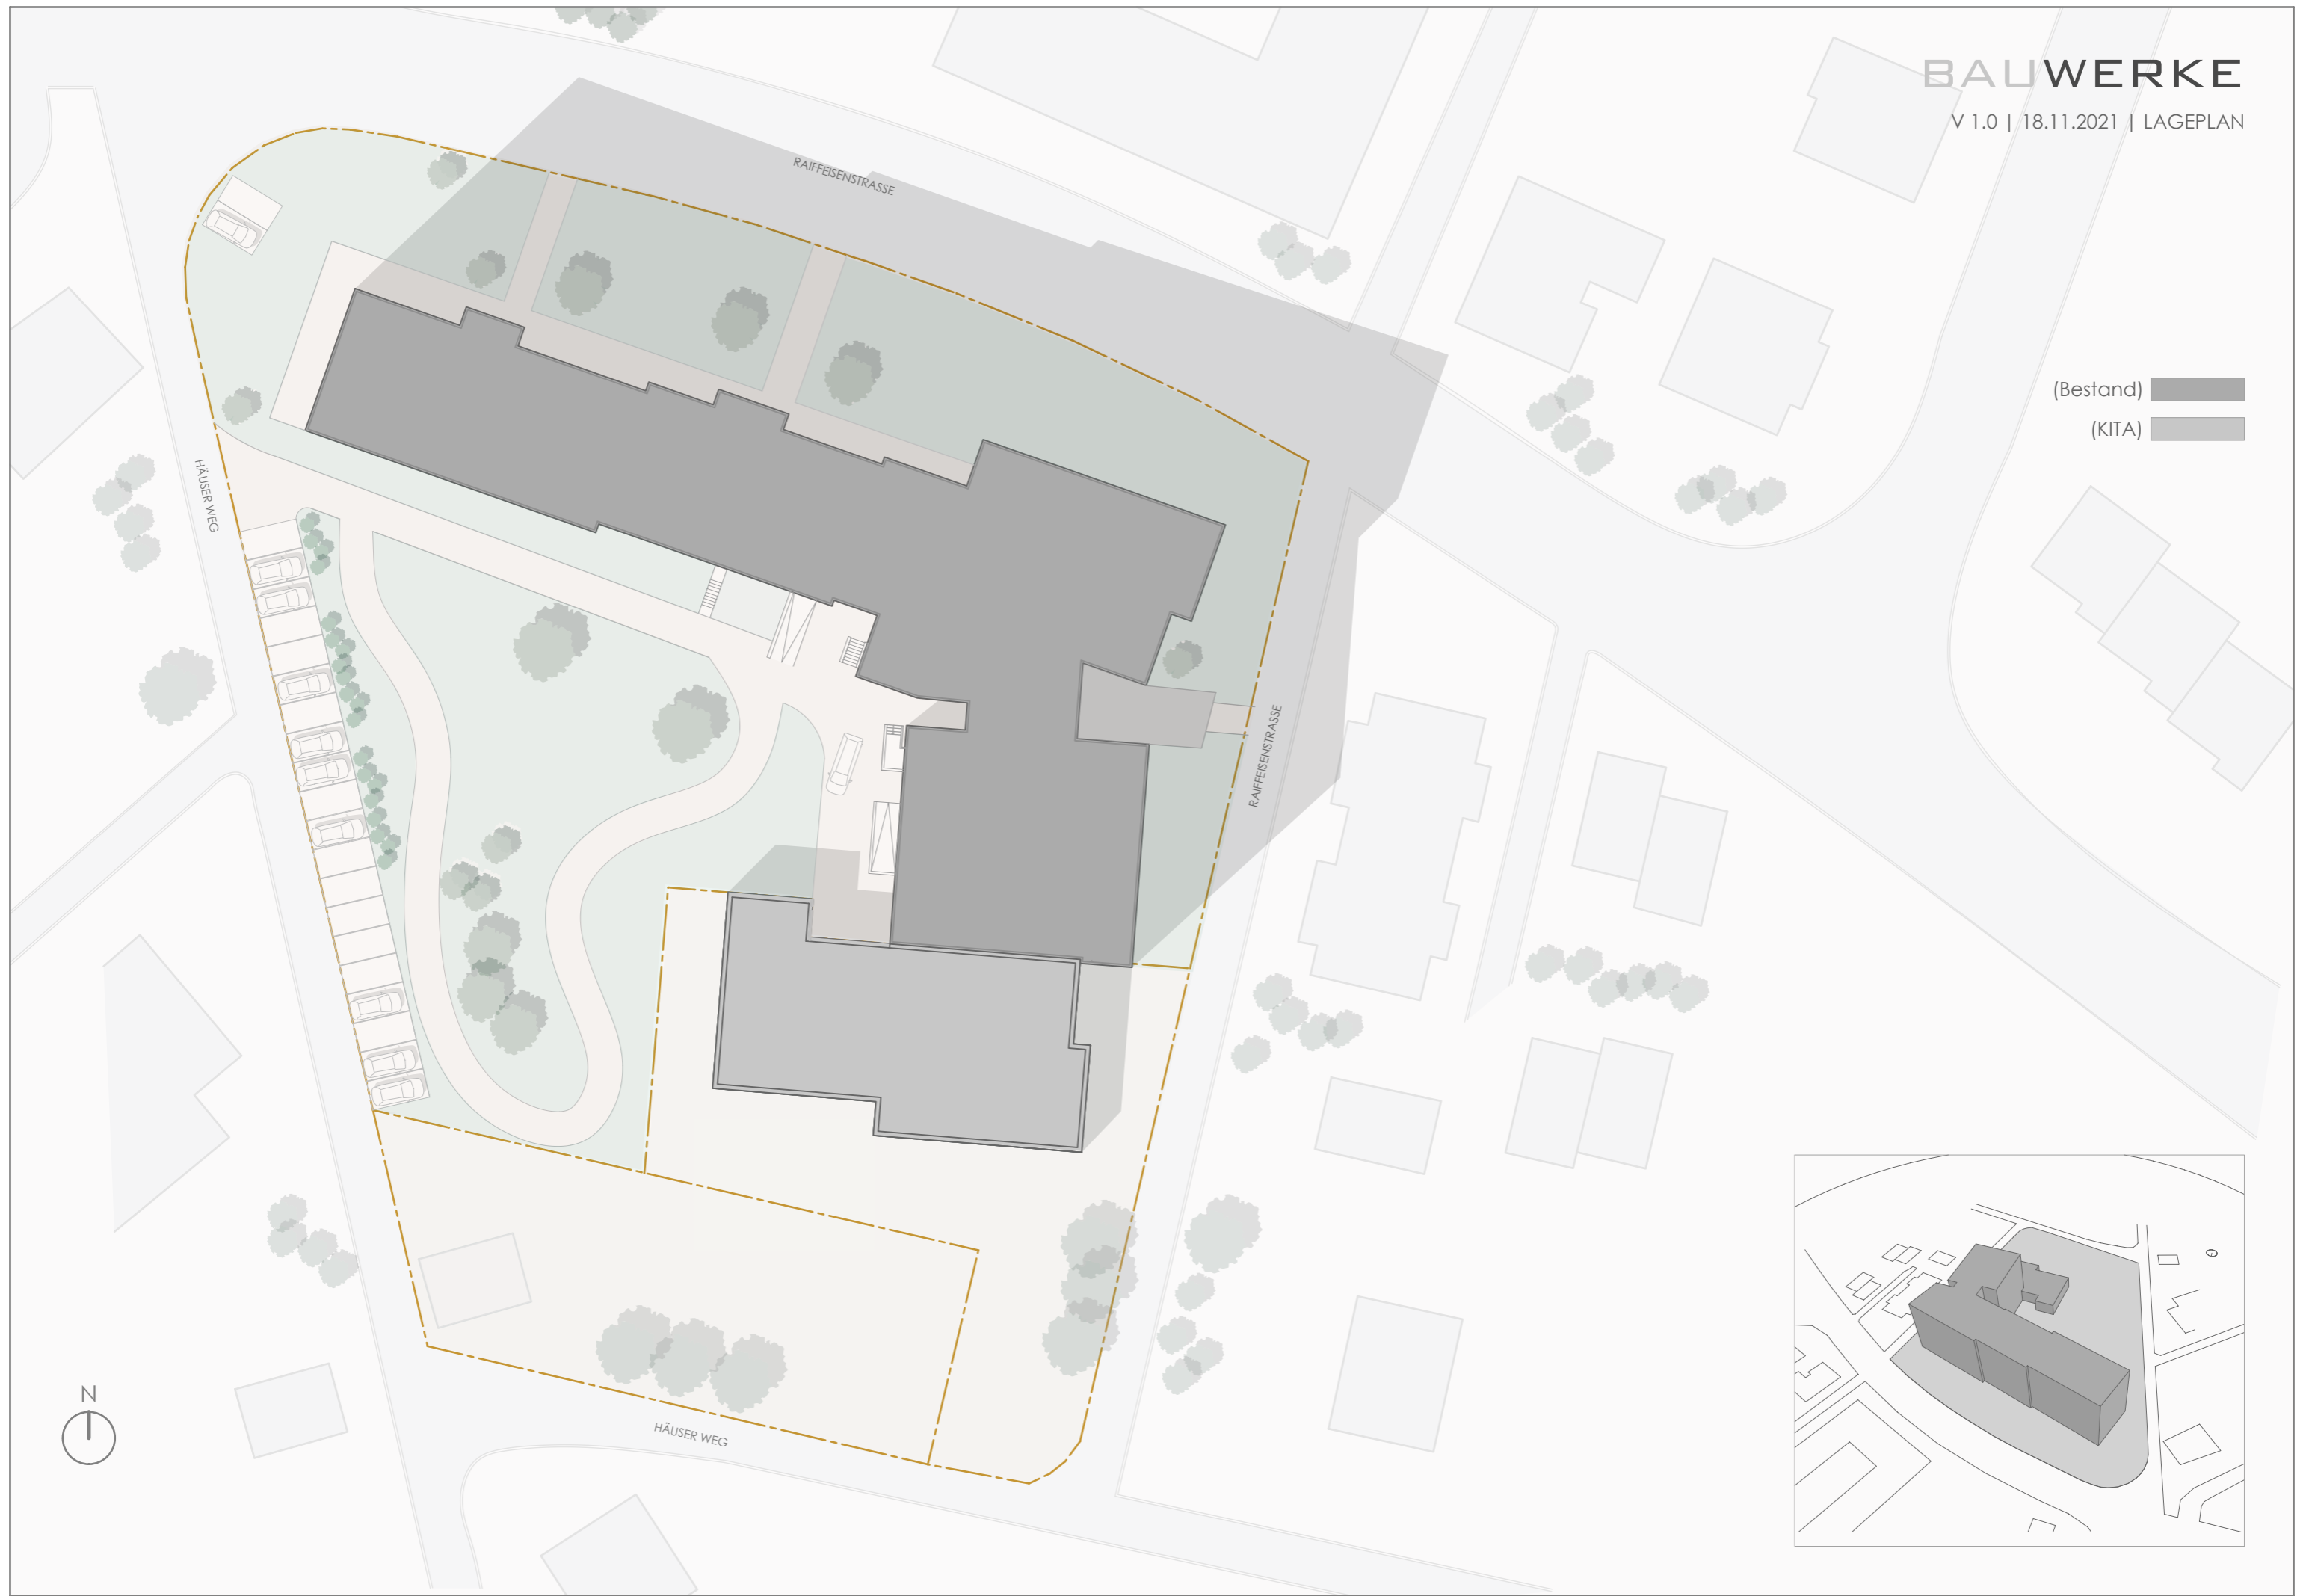 BAUWERKE
V 1.0 | 18.11.2021 | LAGEPLAN
RAIFFEISENSTRASSE
(Bestand)
(KITA)
HÄUSER WEG
RAIFFEISENSTRASSE
N
HÄUSER WEG